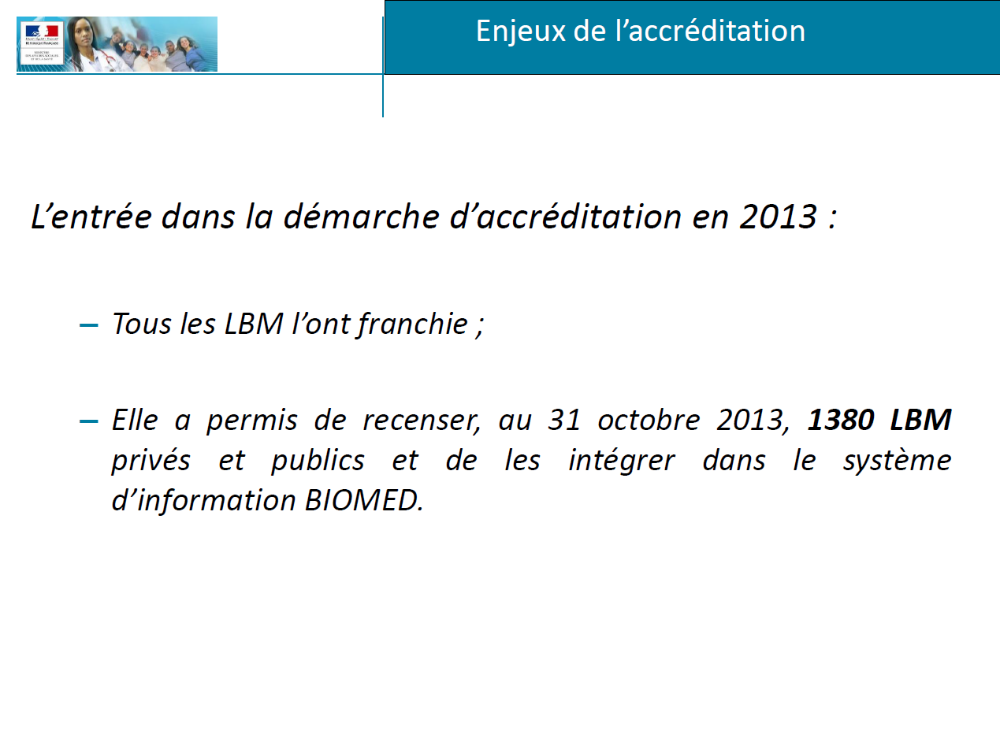 Liberté • Égalité • Fraternité
RÉPUBLIQUE FRANÇAISE
MINISTÈRE
DES AFFAIRES SOCIALES
ET DE LA SANTÉ
Enjeux de l’accréditation
L’entrée dans la démarche d’accréditation en 2013 :
– Tous les LBM l’ont franchie ;
– Elle a permis de recenser, au 31 octobre 2013, 1380 LBM
privés et publics et de les intégrer dans le système
d’information BIOMED.